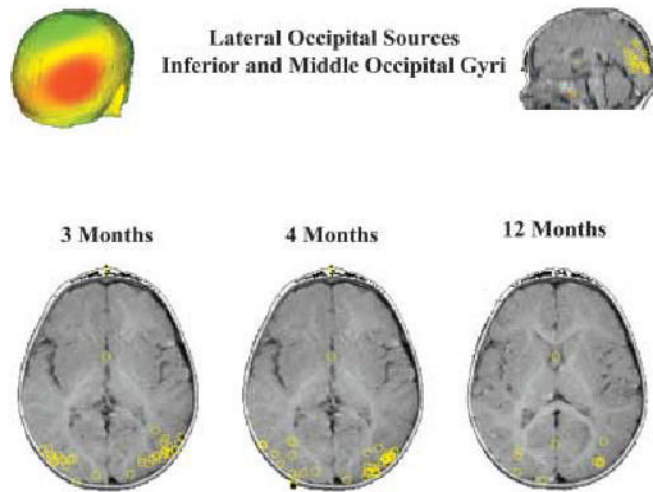 Lateral Occipital Sources
Inferior and Middle Occipital Gyri
3 Months
4 Months
12 Months